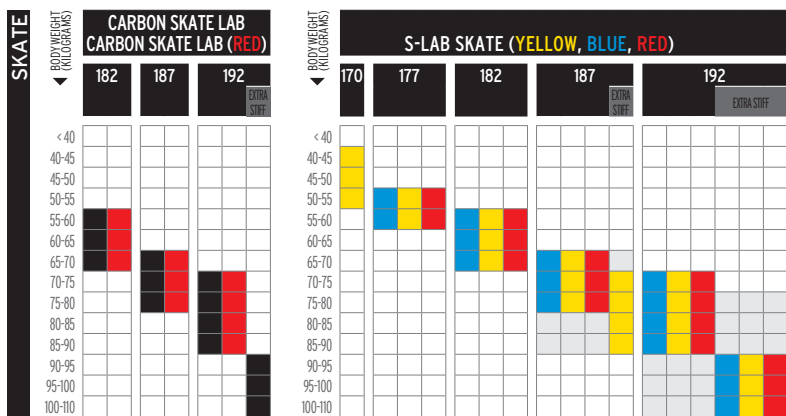 SKATE
BODYWEIGHT
(KILOGRAMS)
CARBON SKATE LAB
CARBON SKATE LAB (RED)
182
187
192
EXTRA
STIFF
<40
40-45
45-50
50-55
55-60
60-65
65-70
70-75
75-80
80-85
85-90
90-95
95-100
100-110
BODYWEIGHT
(KILOGRAMS)
S-LAB SKATE (YELLOW, BLUE, RED)
170
177
182
187
192
EXTRA
STIFF
EXTRA STIFF
<40
40-45
45-50
50-55
55-60
60-65
65-70
70-75
75-80
80-85
85-90
90-95
95-100
100-110